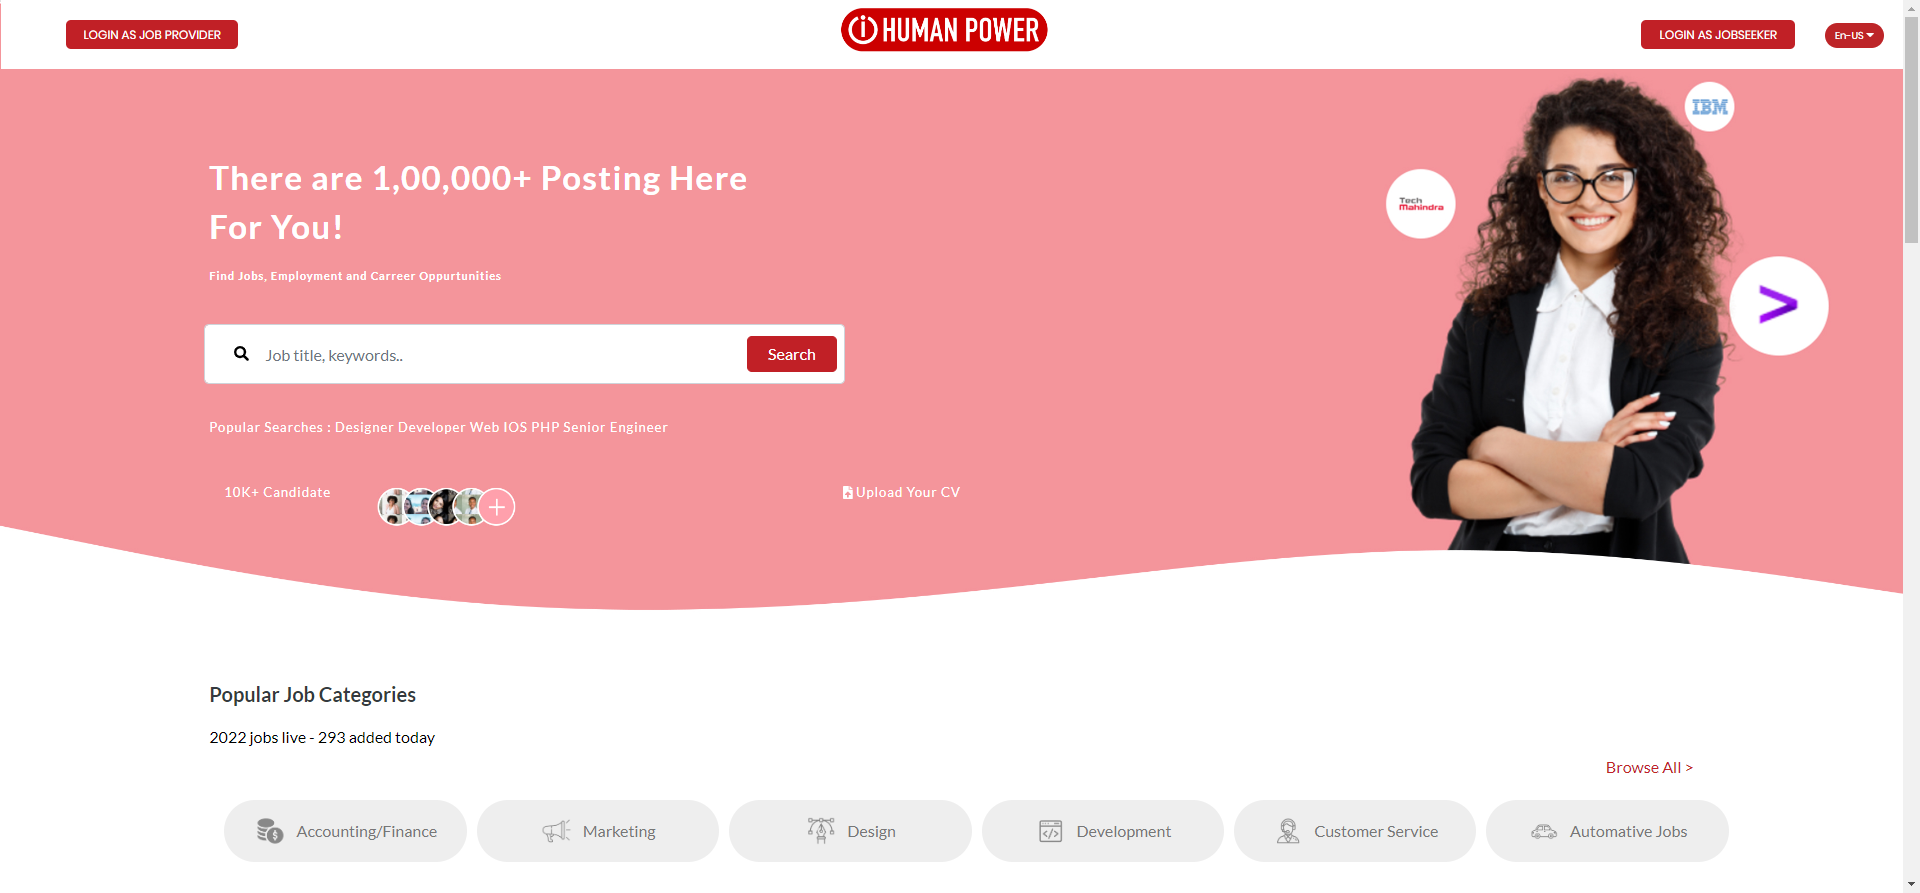 LOGIN AS JOB PROVIDER
HUMAN POWER
LOGIN AS JOBSEEKER
En-US
IBM
Tech
Mahindra
There are 1,00,000+ Posting Here
For You!
Find Jobs, Employment and Carreer Oppurtunities
Job title, keywords..
Search
Popular Searches : Designer Developer Web IOS PHP Senior Engineer
10K+ Candidate
Upload Your CV
Popular Job Categories
2022 jobs live - 293 added today
Browse All >
Accounting/Finance
Marketing
Design
Development
Customer Service
Automative Jobs